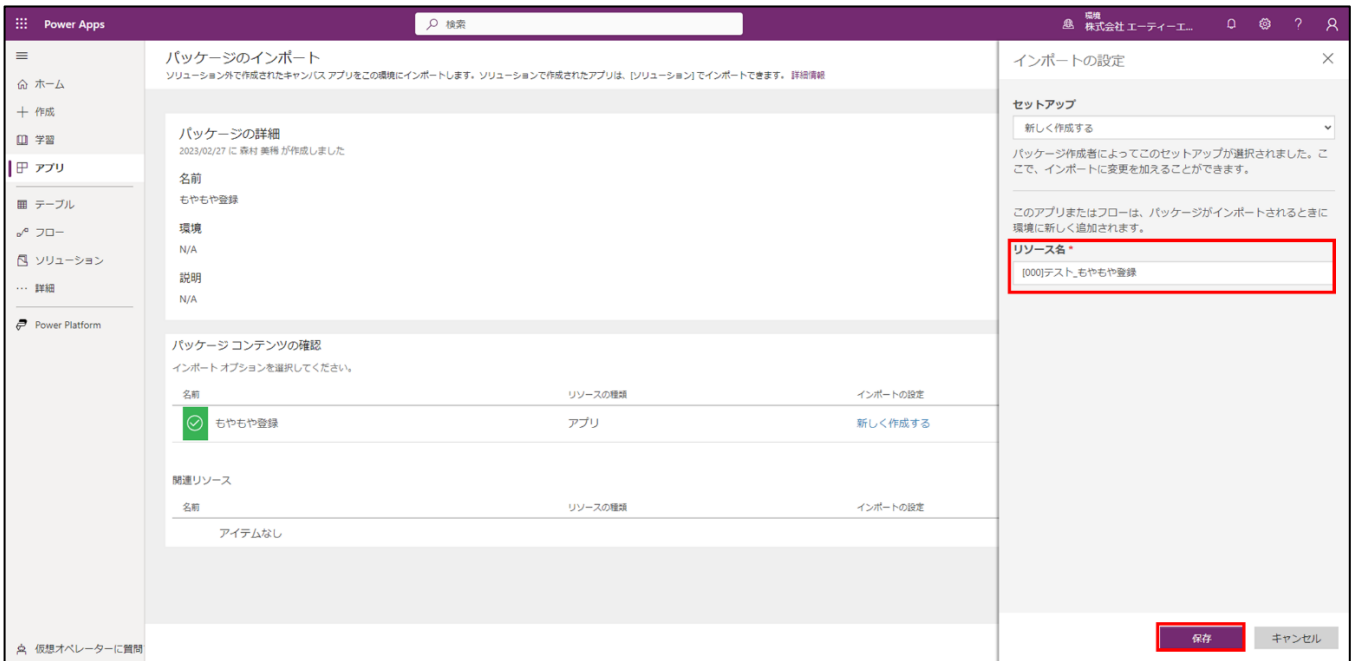 Power Apps
検索
環境
株式会社 エーティーエ...
ホーム
作成
学習
アプリ
テーブル
フロー
ソリューション
詳細
Power Platform
仮想オペレーターに質問
パッケージのインポート
ソリューション外で作成されたキャンバス アプリをこの環境にインポートします。ソリューションで作成されたアプリは、[ソリューション] でインポートできます。 詳細情報
パッケージの詳細
2023/02/27 に 森村 美稀 が作成しました
名前
もやもや登録
環境
N/A
説明
N/A
パッケージ コンテンツの確認
インポート オプションを選択してください。
名前 リソースの種類 インポートの設定
もやもや登録 アプリ 新しく作成する
関連リソース
名前 リソースの種類 インポートの設定
アイテムなし
インポートの設定
セットアップ
新しく作成する
パッケージ作成者によってこのセットアップが選択されました。こ
こで、インポートに変更を加えることができます。
このアプリまたはフローは、パッケージがインポートされるときに
環境に新しく追加されます。
リソース名 *
[000]テスト_もやもや登録
保存
キャンセル